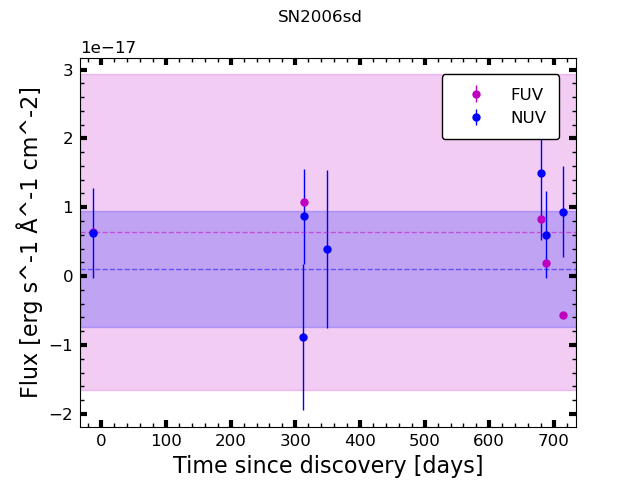 SN2006sd
1e−17
3
2
1
0
−1
−2
Flux [erg s^-1 Å^-1 cm^-2]
FUV
NUV
0 100 200 300 400 500 600 700
Time since discovery [days]